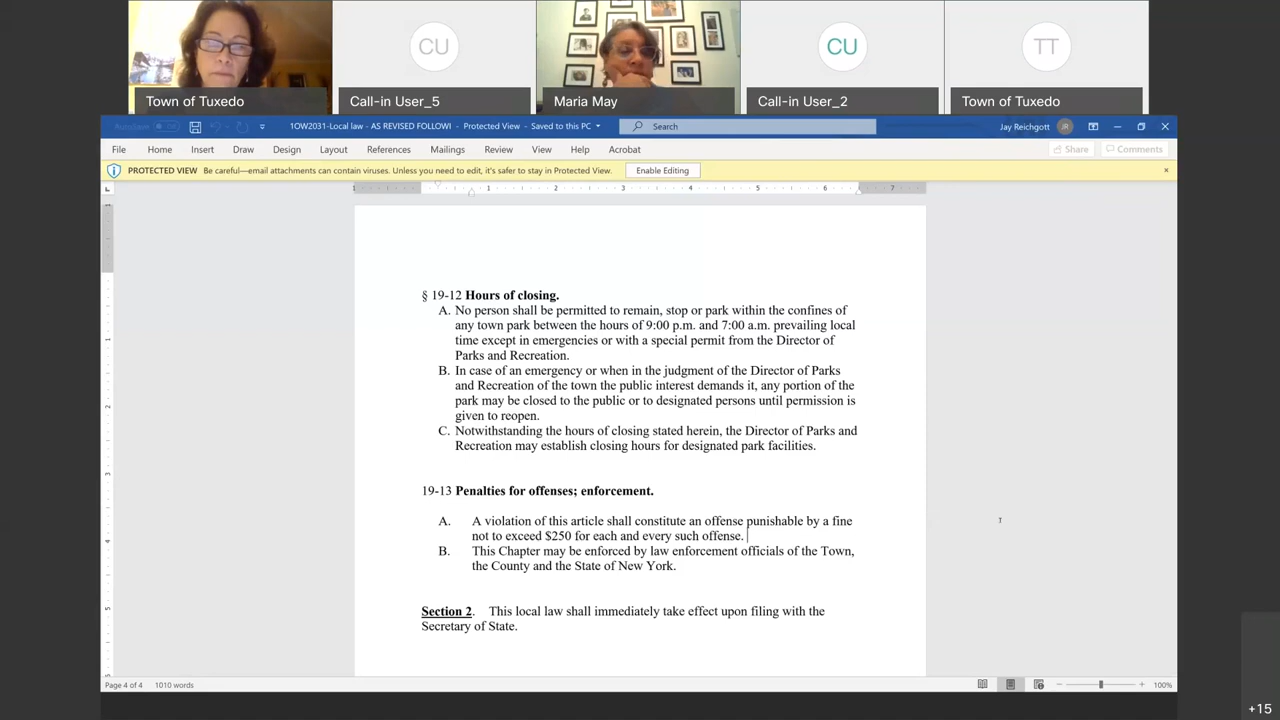 CU
CU
TT
Town of Tuxedo
Call-in User_5
Maria May
Call-in User_2
Town of Tuxedo
1OW2031-Local law - AS REVISED FOLLOWI - Protected View - Saved to this PC
Search
Jay Reichgott
JR
File Home Insert Draw Design Layout References Mailings Review View Help Acrobat
Share
Comments
PROTECTED VIEW Be careful—email attachments can contain viruses. Unless you need to edit, it's safer to stay in Protected View.
Enable Editing
1 1 2 3 4 5 6 7
§ 19-12 Hours of closing.
A. No person shall be permitted to remain, stop or park within the confines of
any town park between the hours of 9:00 p.m. and 7:00 a.m. prevailing local
time except in emergencies or with a special permit from the Director of
Parks and Recreation.
B. In case of an emergency or when in the judgment of the Director of Parks
and Recreation of the town the public interest demands it, any portion of the
park may be closed to the public or to designated persons until permission is
given to reopen.
C. Notwithstanding the hours of closing stated herein, the Director of Parks and
Recreation may establish closing hours for designated park facilities.
19-13 Penalties for offenses; enforcement.
A. A violation of this article shall constitute an offense punishable by a fine
not to exceed $250 for each and every such offense.
B. This Chapter may be enforced by law enforcement officials of the Town,
the County and the State of New York.
Section 2. This local law shall immediately take effect upon filing with the
Secretary of State.
Page 4 of 4 1010 words
100%
+15